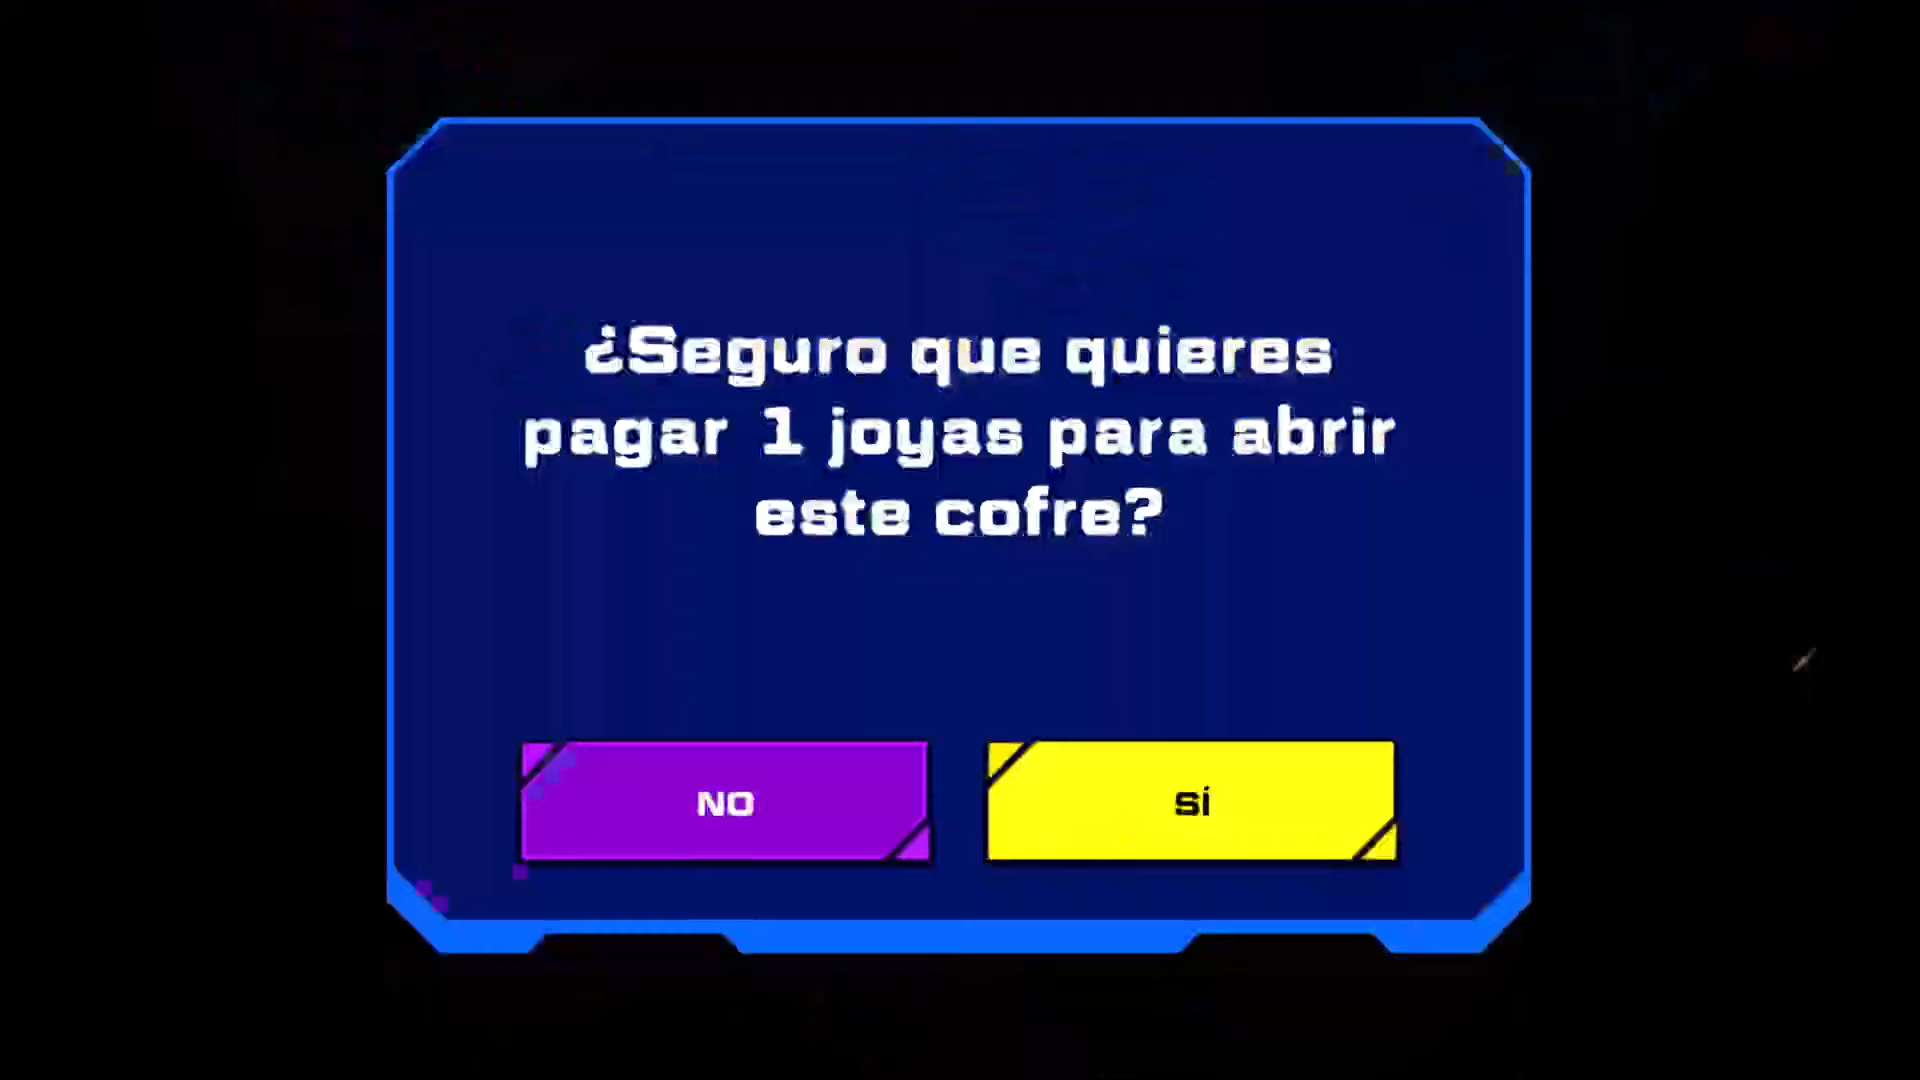 ¿Seguro que quieres
pagar 1 joyas para abrir
este cofre?
NO
SÍ